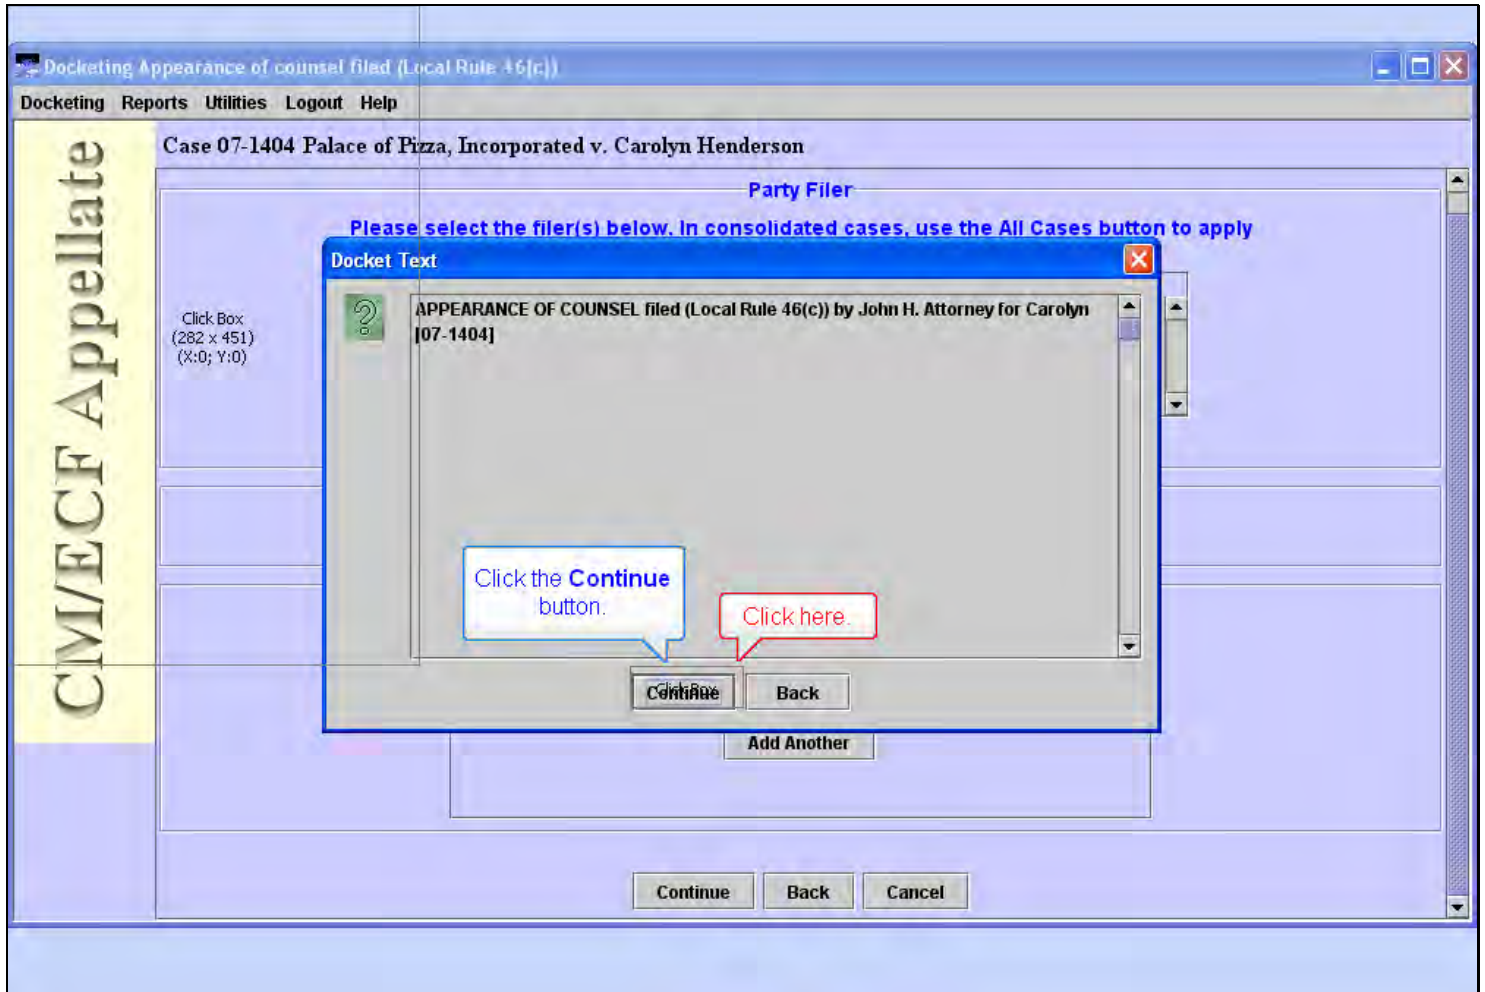 Docketing Appearance of counsel filed (Local Rule 46(c))
Docketing Reports Utilities Logout Help
CM/ECF Appellate
Case 07-1404 Palace of Pizza, Incorporated v. Carolyn Henderson
Party Filer
Please select the filer(s) below. In consolidated cases, use the All Cases button to apply
Click Box
(282 x 451)
(X:0; Y:0)
Docket Text
APPEARANCE OF COUNSEL filed (Local Rule 46(c)) by John H. Attorney for Carolyn
[07-1404]
Click the Continue
button.
Click here.
Continue
Click Box
Back
Add Another
Continue Back Cancel